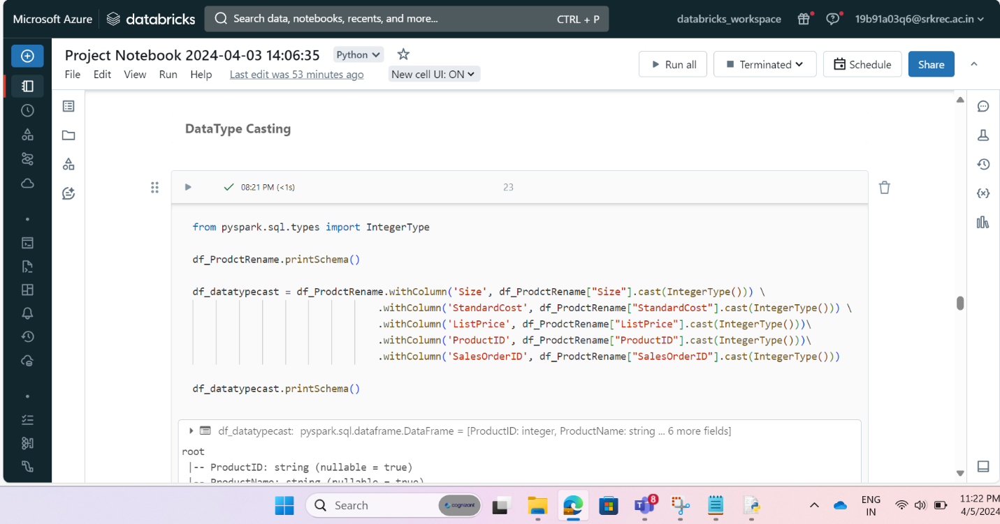 Microsoft Azure databricks Search data, notebooks, recents, and more... CTRL + P databricks_workspace 19b91a03q6@srkrec.ac.in
Project Notebook 2024-04-03 14:06:35 Python
File Edit View Run Help Last edit was 53 minutes ago New cell UI: ON
Run all Terminated Schedule Share
DataType Casting
08:21 PM (<1s) 23
from pyspark.sql.types import IntegerType
df_ProdctRename.printSchema()
df_datatypecast = df_ProdctRename.withColumn('Size', df_ProdctRename["Size"].cast(IntegerType())) \
.withColumn('StandardCost', df_ProdctRename["StandardCost"].cast(IntegerType())) \
.withColumn('ListPrice', df_ProdctRename["ListPrice"].cast(IntegerType()))\
.withColumn('ProductID', df_ProdctRename["ProductID"].cast(IntegerType()))\
.withColumn('SalesOrderID', df_ProdctRename["SalesOrderID"].cast(IntegerType()))
df_datatypecast.printSchema()
df_datatypecast: pyspark.sql.dataframe.DataFrame = [ProductID: integer, ProductName: string ... 6 more fields]
root
|-- ProductID: string (nullable = true)
|-- ProductName: string (nullable = true)
Search cognizant 8 ENG 11:22 PM
IN 4/5/2024